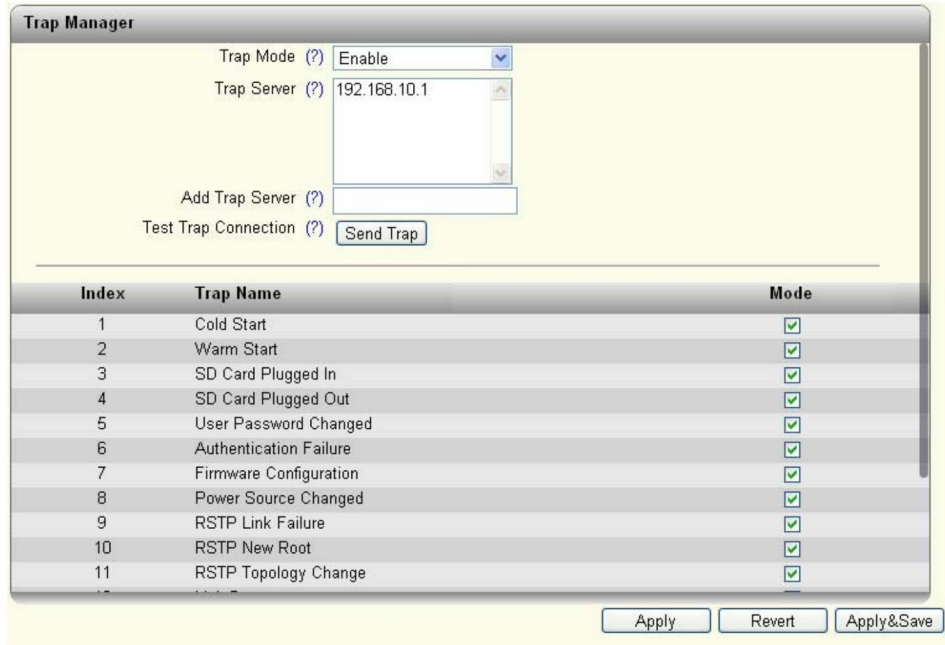 Trap Manager
Trap Mode (?) Enable
Trap Server (?) 192.168.10.1
Add Trap Server (?)
Test Trap Connection (?) Send Trap
Index Trap Name Mode
1 Cold Start
2 Warm Start
3 SD Card Plugged In
4 SD Card Plugged Out
5 User Password Changed
6 Authentication Failure
7 Firmware Configuration
8 Power Source Changed
9 RSTP Link Failure
10 RSTP New Root
11 RSTP Topology Change
Apply Revert Apply&Save